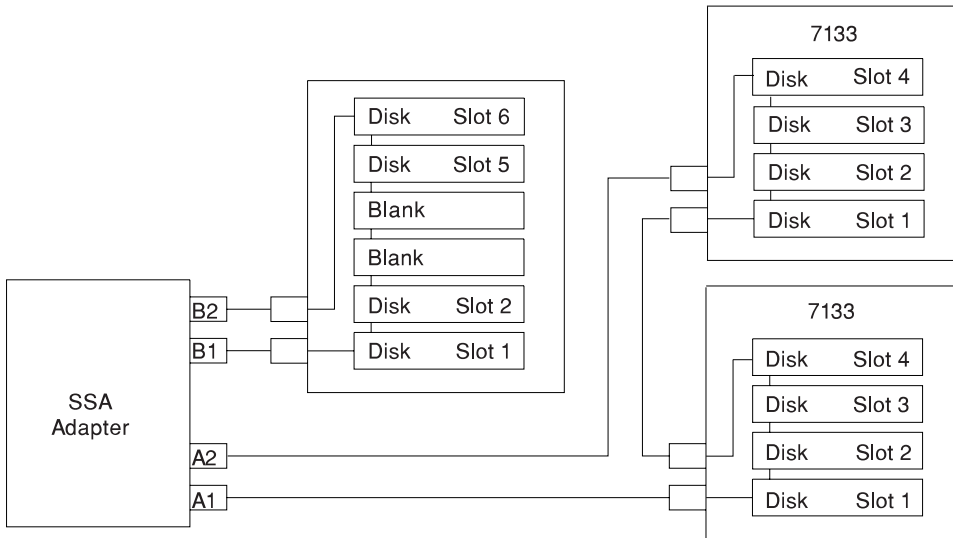 7133
Disk Slot 4
Disk Slot 3
Disk Slot 2
Disk Slot 1
Disk Slot 6
Disk Slot 5
Blank
Blank
Disk Slot 2
Disk Slot 1
B2
B1
SSA
Adapter
A2
A1
7133
Disk Slot 4
Disk Slot 3
Disk Slot 2
Disk Slot 1